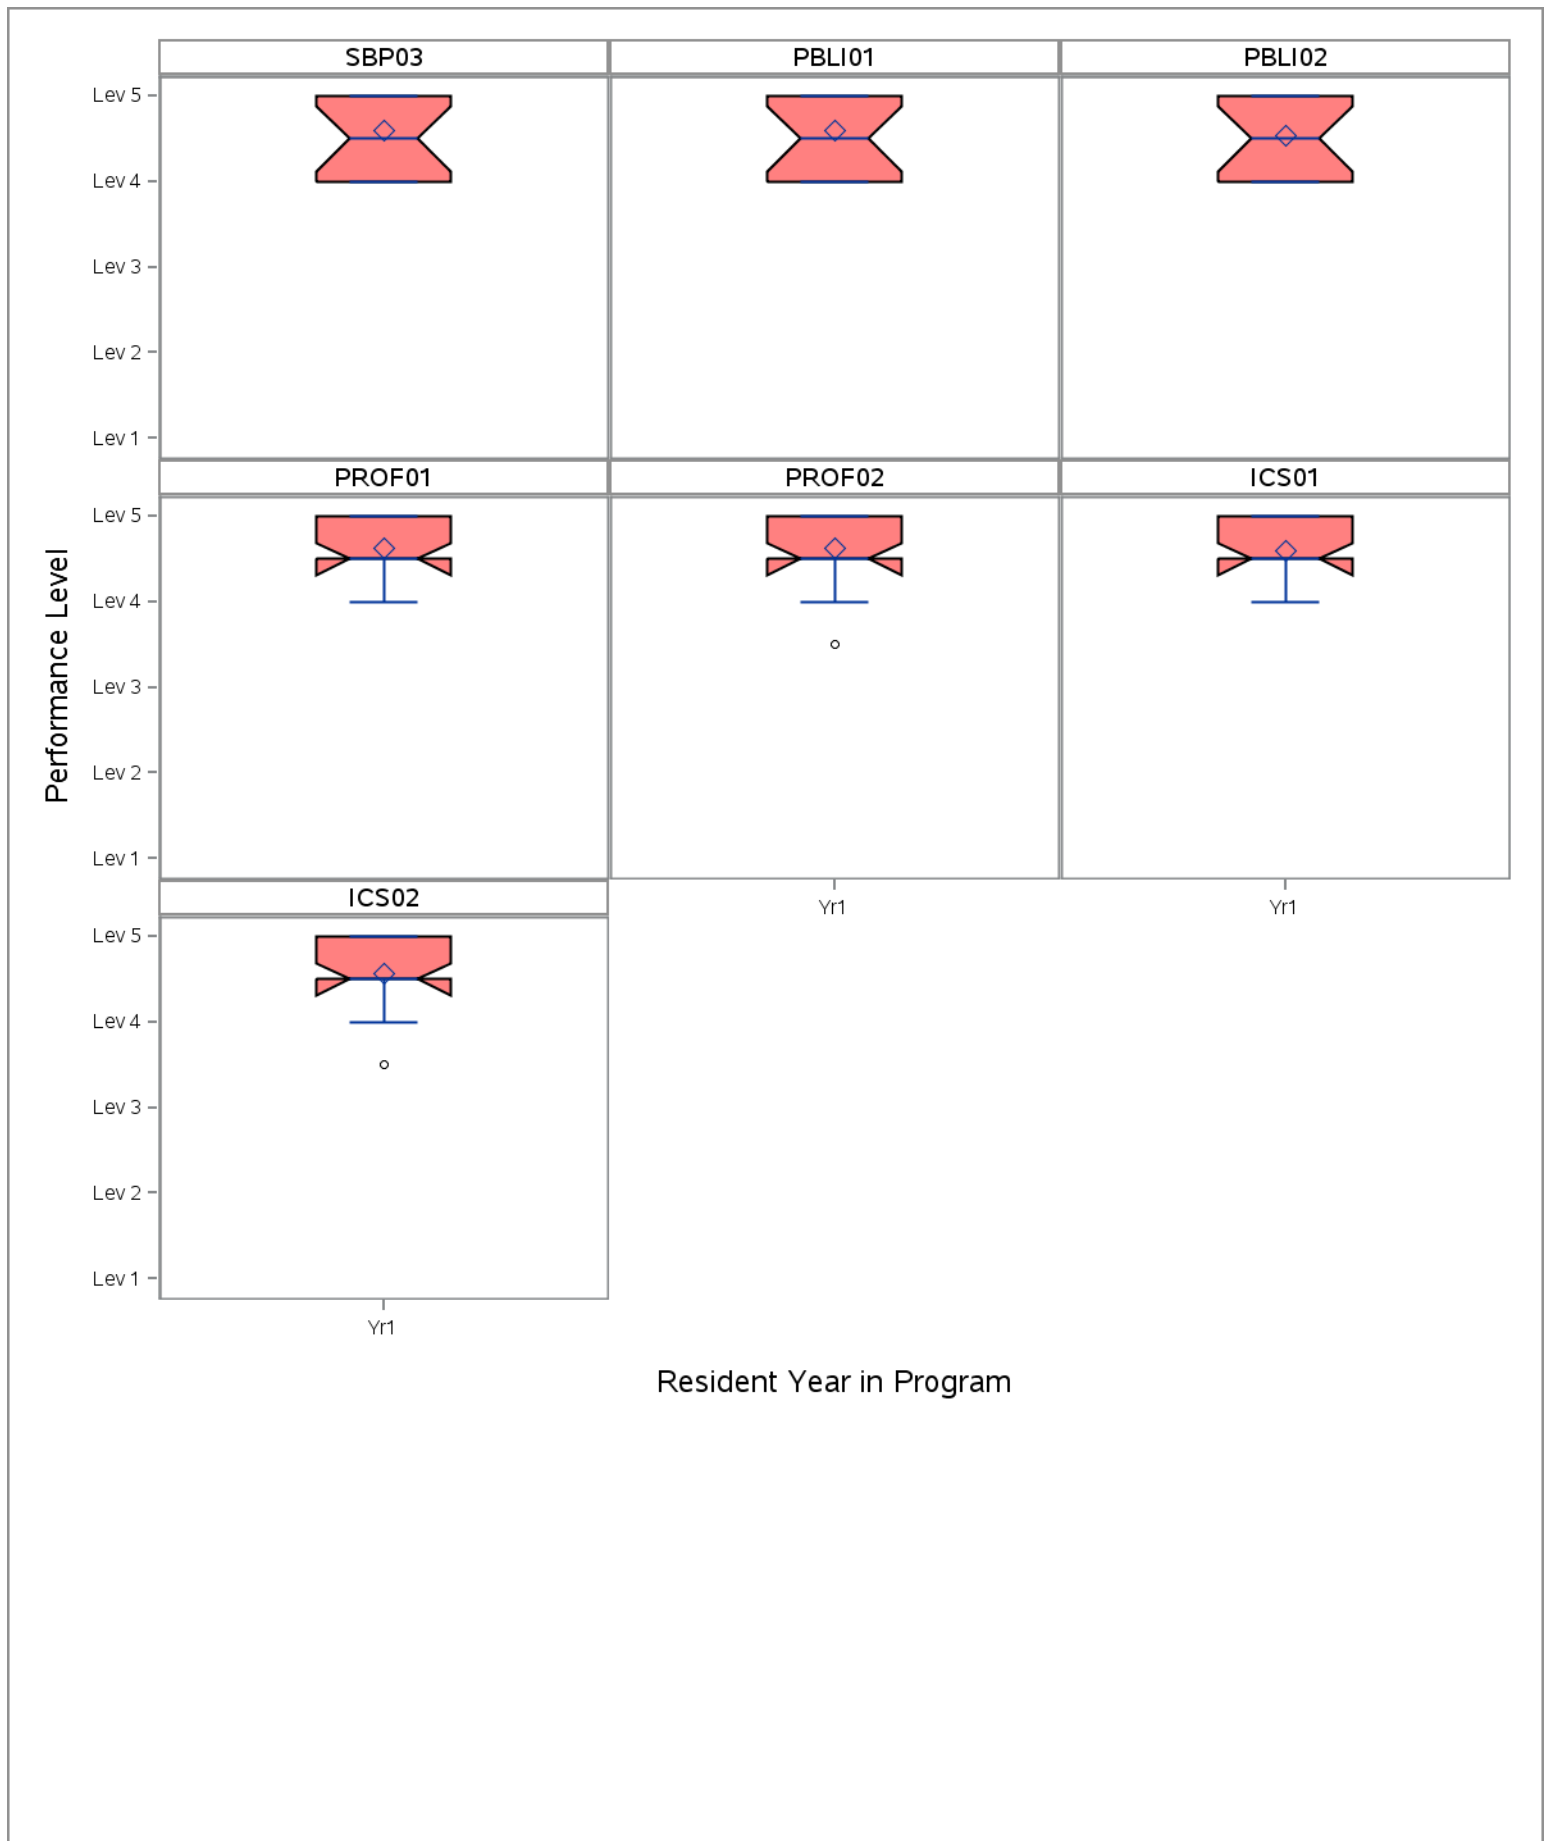 SBP03 PBLI01 PBLI02
Lev 5
Lev 4
Lev 3
Lev 2
Lev 1
PROF01 PROF02 ICS01
Performance Level
Lev 5
Lev 4
Lev 3
Lev 2
Lev 1
Yr1 Yr1
ICS02
Lev 5
Lev 4
Lev 3
Lev 2
Lev 1
Yr1
Resident Year in Program